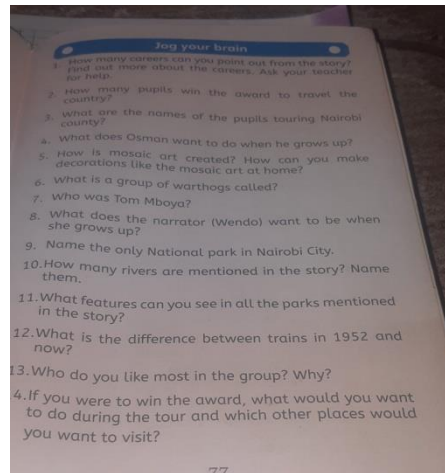 Jog your brain
1. How many careers can you point out from the story?
Find out more about the careers. Ask your teacher
for help.
2. How many pupils win the award to travel the
country?
3. What are the names of the pupils touring Nairobi
county?
4. What does Osman want to do when he grows up?
5. How is mosaic art created? How can you make
decorations like the mosaic art at home?
6. What is a group of warthogs called?
7. Who was Tom Mboya?
8. What does the narrator (Wendo) want to be when
she grows up?
9. Name the only National park in Nairobi City.
10.How many rivers are mentioned in the story? Name
them.
11.What features can you see in all the parks mentioned
in the story?
12.What is the difference between trains in 1952 and
now?
13.Who do you like most in the group? Why?
4.If you were to win the award, what would you want
to do during the tour and which other places would
you want to visit?
77